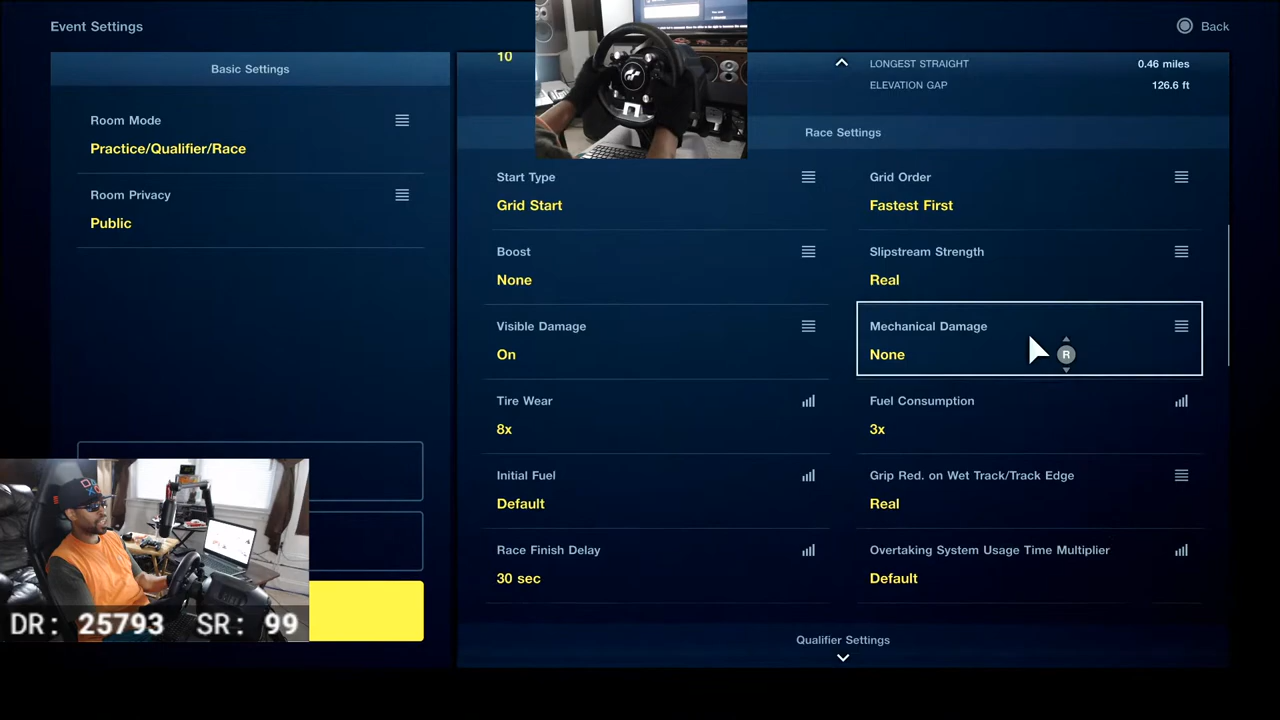 Event Settings
Back
Basic Settings
Room Mode
Practice/Qualifier/Race
Room Privacy
Public
10
LONGEST STRAIGHT 0.46 miles
ELEVATION GAP 126.6 ft
Race Settings
Start Type
Grid Start
Grid Order
Fastest First
Boost
None
Slipstream Strength
Real
Visible Damage
On
Mechanical Damage
None
R
Tire Wear
8x
Fuel Consumption
3x
Initial Fuel
Default
Grip Red. on Wet Track/Track Edge
Real
Race Finish Delay
30 sec
Overtaking System Usage Time Multiplier
Default
Qualifier Settings
DR: 25793 SR: 99